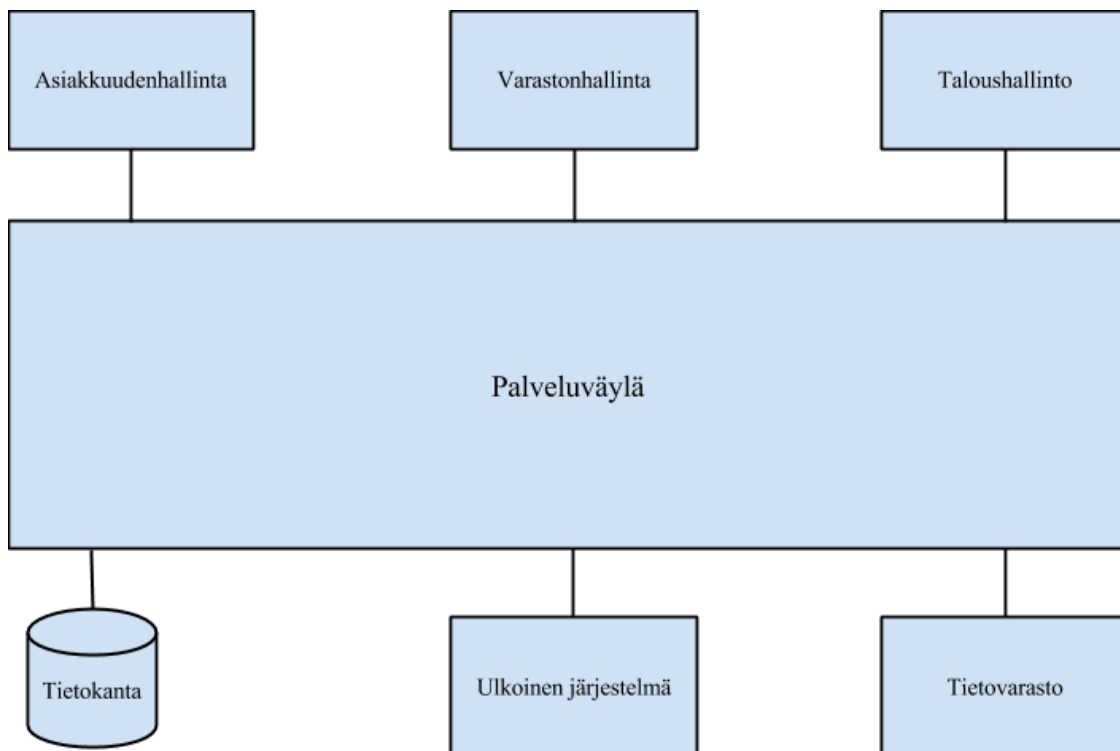 Asiakkuudenhallinta
Varastonhallinta
Taloushallinto
Palveluväylä
Tietokanta
Ulkoinen järjestelmä
Tietovarasto